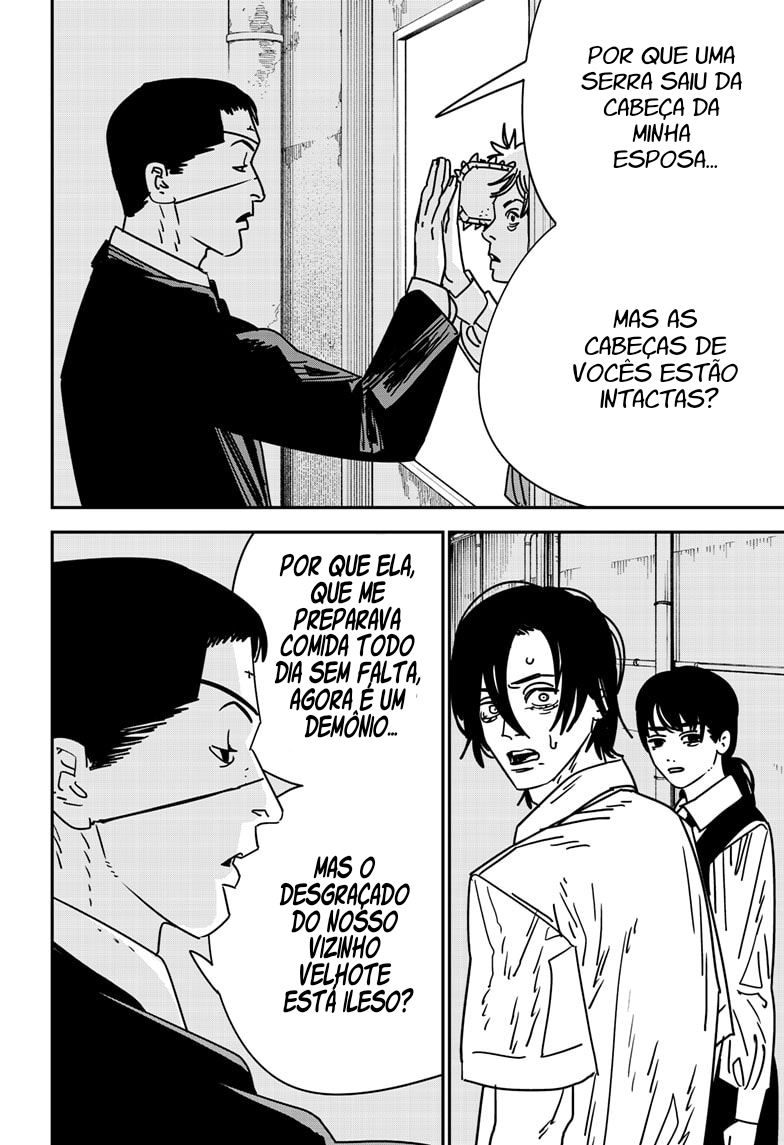 POR QUE UMA
SERRA SAIU DA
CABEÇA DA
MINHA
ESPOSA...
MAS AS
CABEÇAS DE
VOCÊS ESTÃO
INTACTAS?
POR QUE ELA,
QUE ME
PREPARAVA
COMIDA TODO
DIA SEM FALTA,
AGORA É UM
DEMÔNIO...
MAS O
DESGRAÇADO
DO NOSSO
VIZINHO
VELHOTE
ESTÁ ILESO?